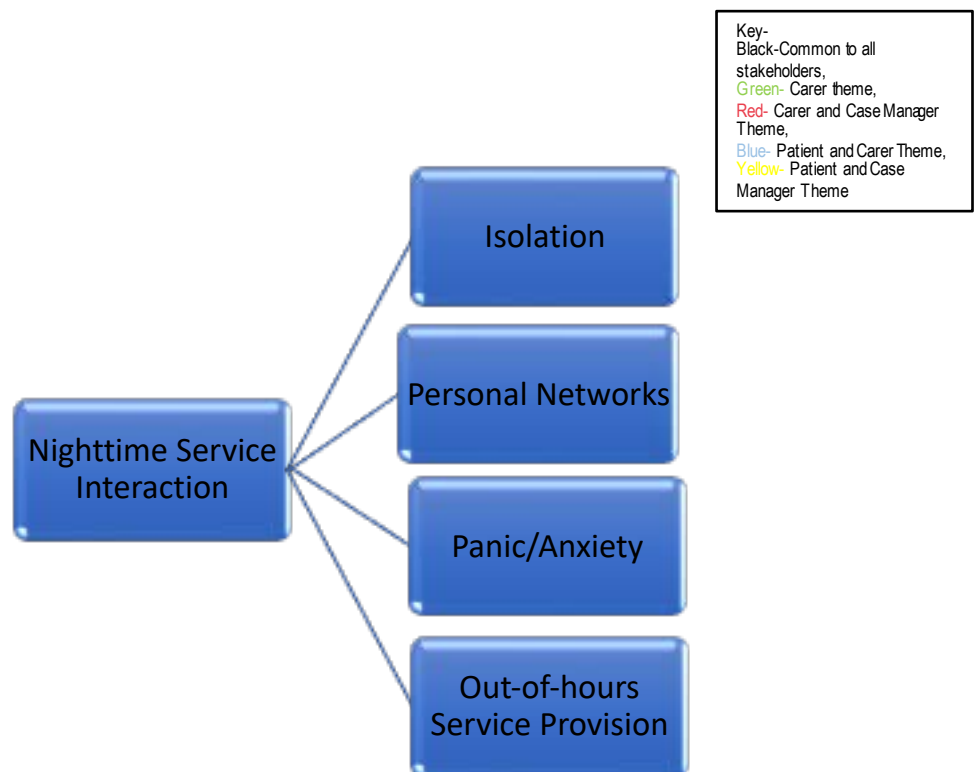 Key-
Black-Common to all
stakeholders,
Green- Carer theme,
Red- Carer and Case Manager
Theme,
Blue- Patient and Carer Theme,
Yellow- Patient and Case
Manager Theme
Isolation
Personal Networks
Nighttime Service
Interaction
Panic/Anxiety
Out-of-hours
Service Provision